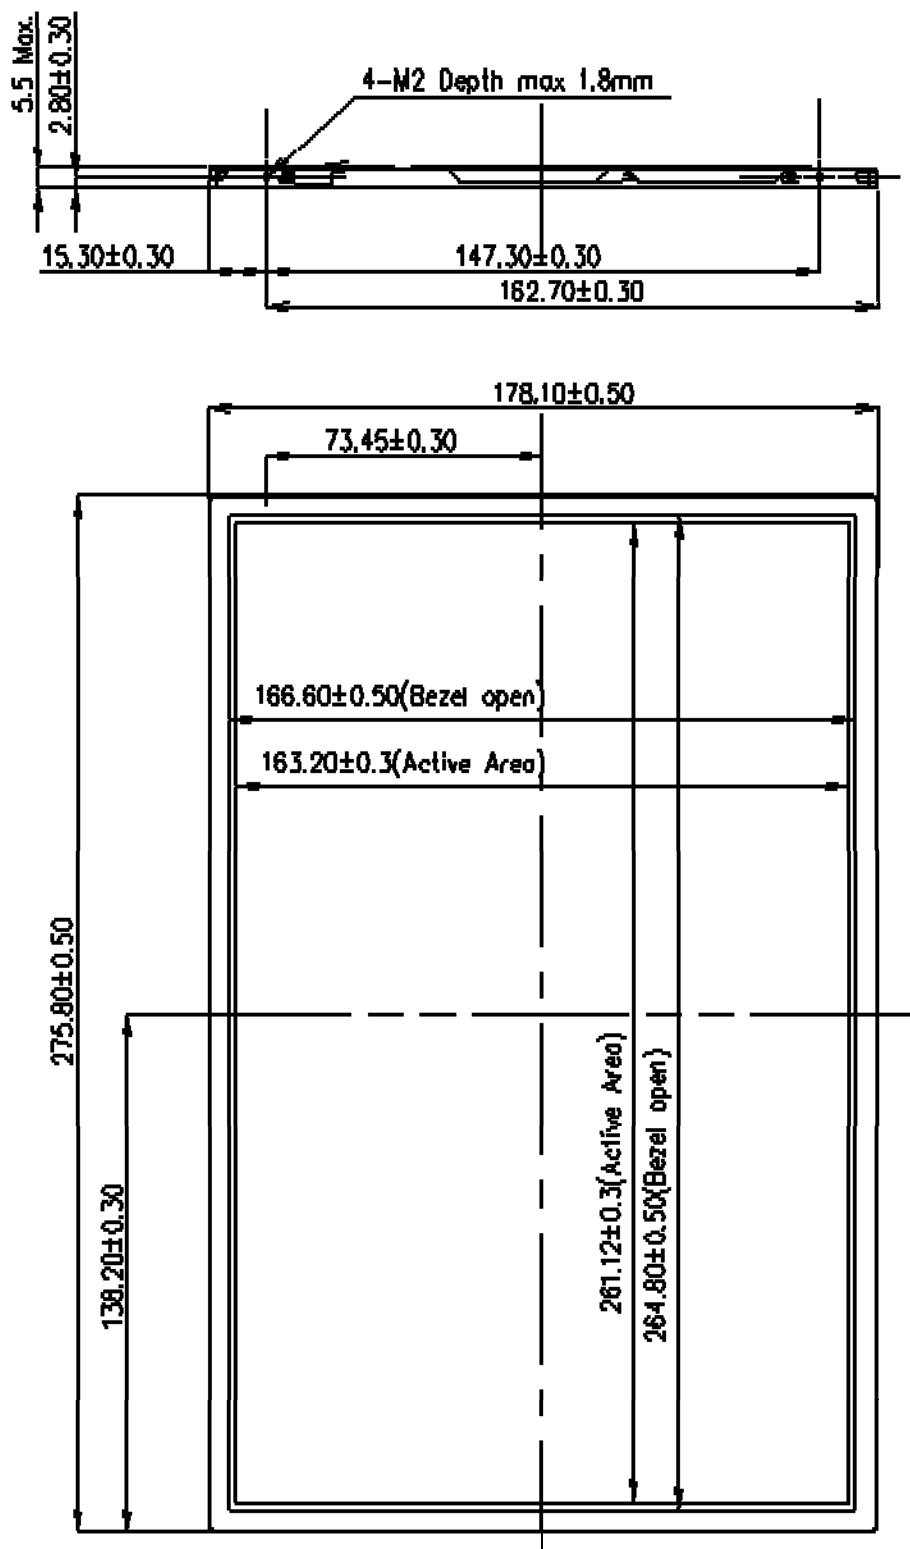 5.5 Max.
2.80±0.30
4-M2 Depth max 1.8mm
15.30±0.30
147.30±0.30
162.70±0.30
178.10±0.50
73.45±0.30
166.60±0.50(Bezel open)
163.20±0.3(Active Area)
275.80±0.50
138.20±0.30
261.12±0.3(Active Area)
264.80±0.50(Bezel open)